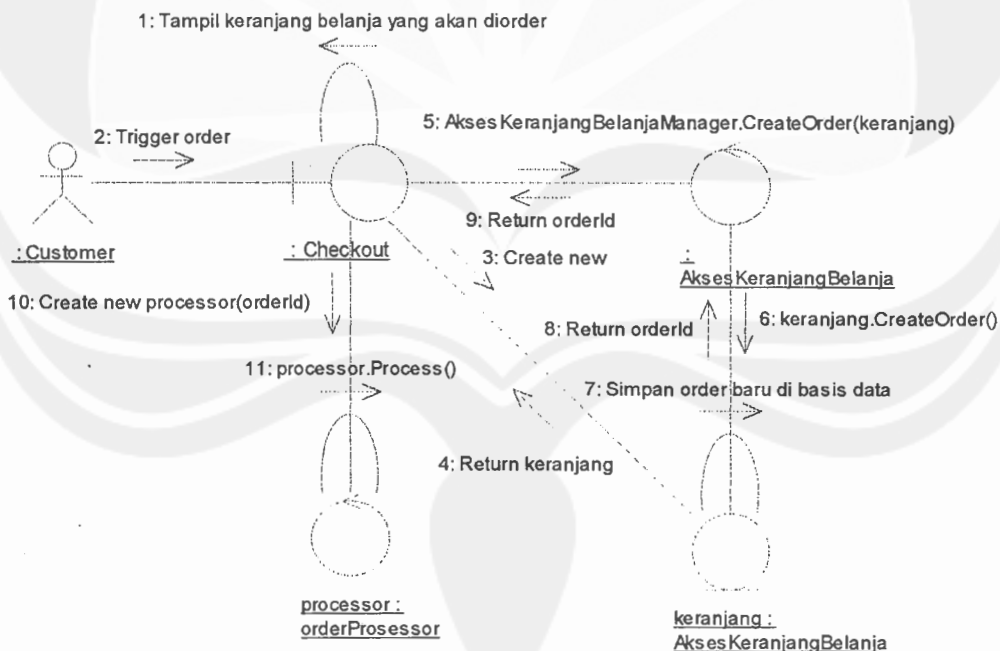 1: Tampil keranjang belanja yang akan diorder
2: Trigger order
5: AksesKeranjangBelanjaManager.CreateOrder(keranjang)
9: Return orderId
: Customer
: Checkout
3: Create new
:
AksesKeranjangBelanja
10: Create new processor(orderId)
8: Return orderId
6: keranjang.CreateOrder()
11: processor.Process()
7: Simpan order baru di basis data
4: Return keranjang
processor :
orderProsessor
keranjang :
AksesKeranjangBelanja